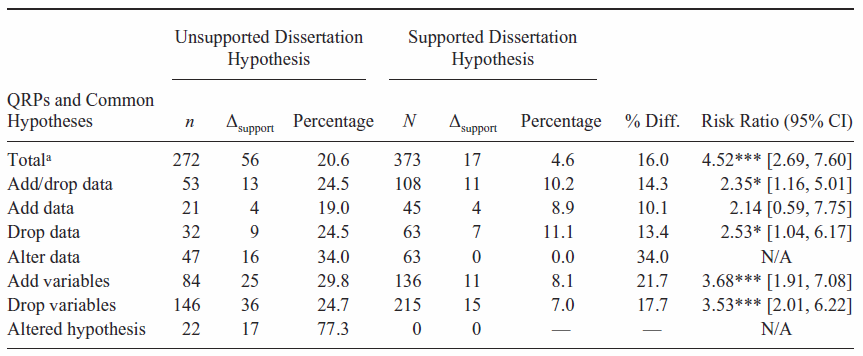 Unsupported Dissertation Hypothesis Supported Dissertation Hypothesis
QRPs and Common Hypotheses n Δsupport Percentage N Δsupport Percentage % Diff. Risk Ratio (95% CI)
Totalᵃ 272 56 20.6 373 17 4.6 16.0 4.52*** [2.69, 7.60]
Add/drop data 53 13 24.5 108 11 10.2 14.3 2.35* [1.16, 5.01]
Add data 21 4 19.0 45 4 8.9 10.1 2.14 [0.59, 7.75]
Drop data 32 9 24.5 63 7 11.1 13.4 2.53* [1.04, 6.17]
Alter data 47 16 34.0 63 0 0.0 34.0 N/A
Add variables 84 25 29.8 136 11 8.1 21.7 3.68*** [1.91, 7.08]
Drop variables 146 36 24.7 215 15 7.0 17.7 3.53*** [2.01, 6.22]
Altered hypothesis 22 17 77.3 0 0 — — N/A